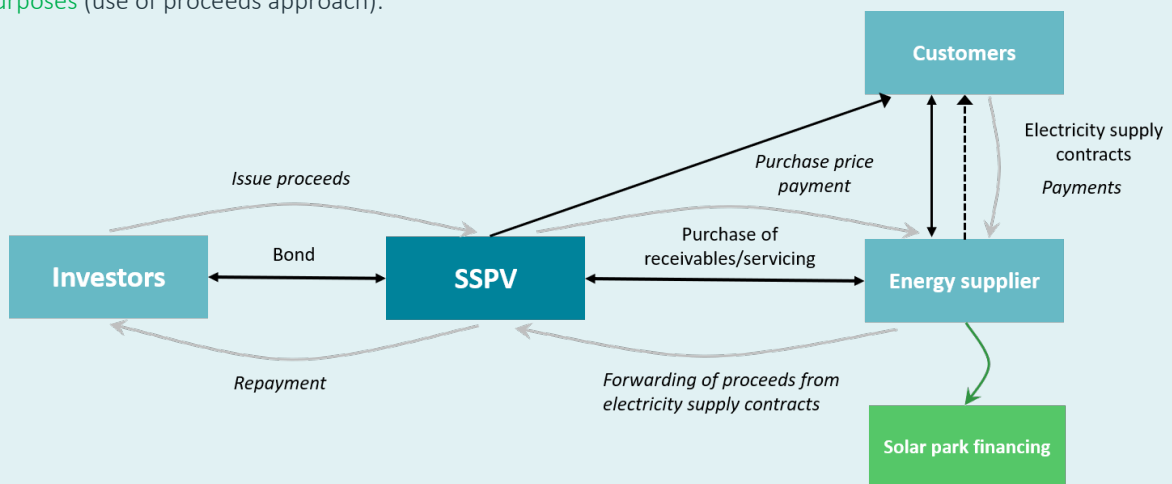 urposes (use of proceeds approach).
Customers
Electricity supply
contracts
Payments
Purchase price
payment
Issue proceeds
Investors
Bond
SSPV
Purchase of
receivables/servicing
Energy supplier
Repayment
Forwarding of proceeds from
electricity supply contracts
Solar park financing